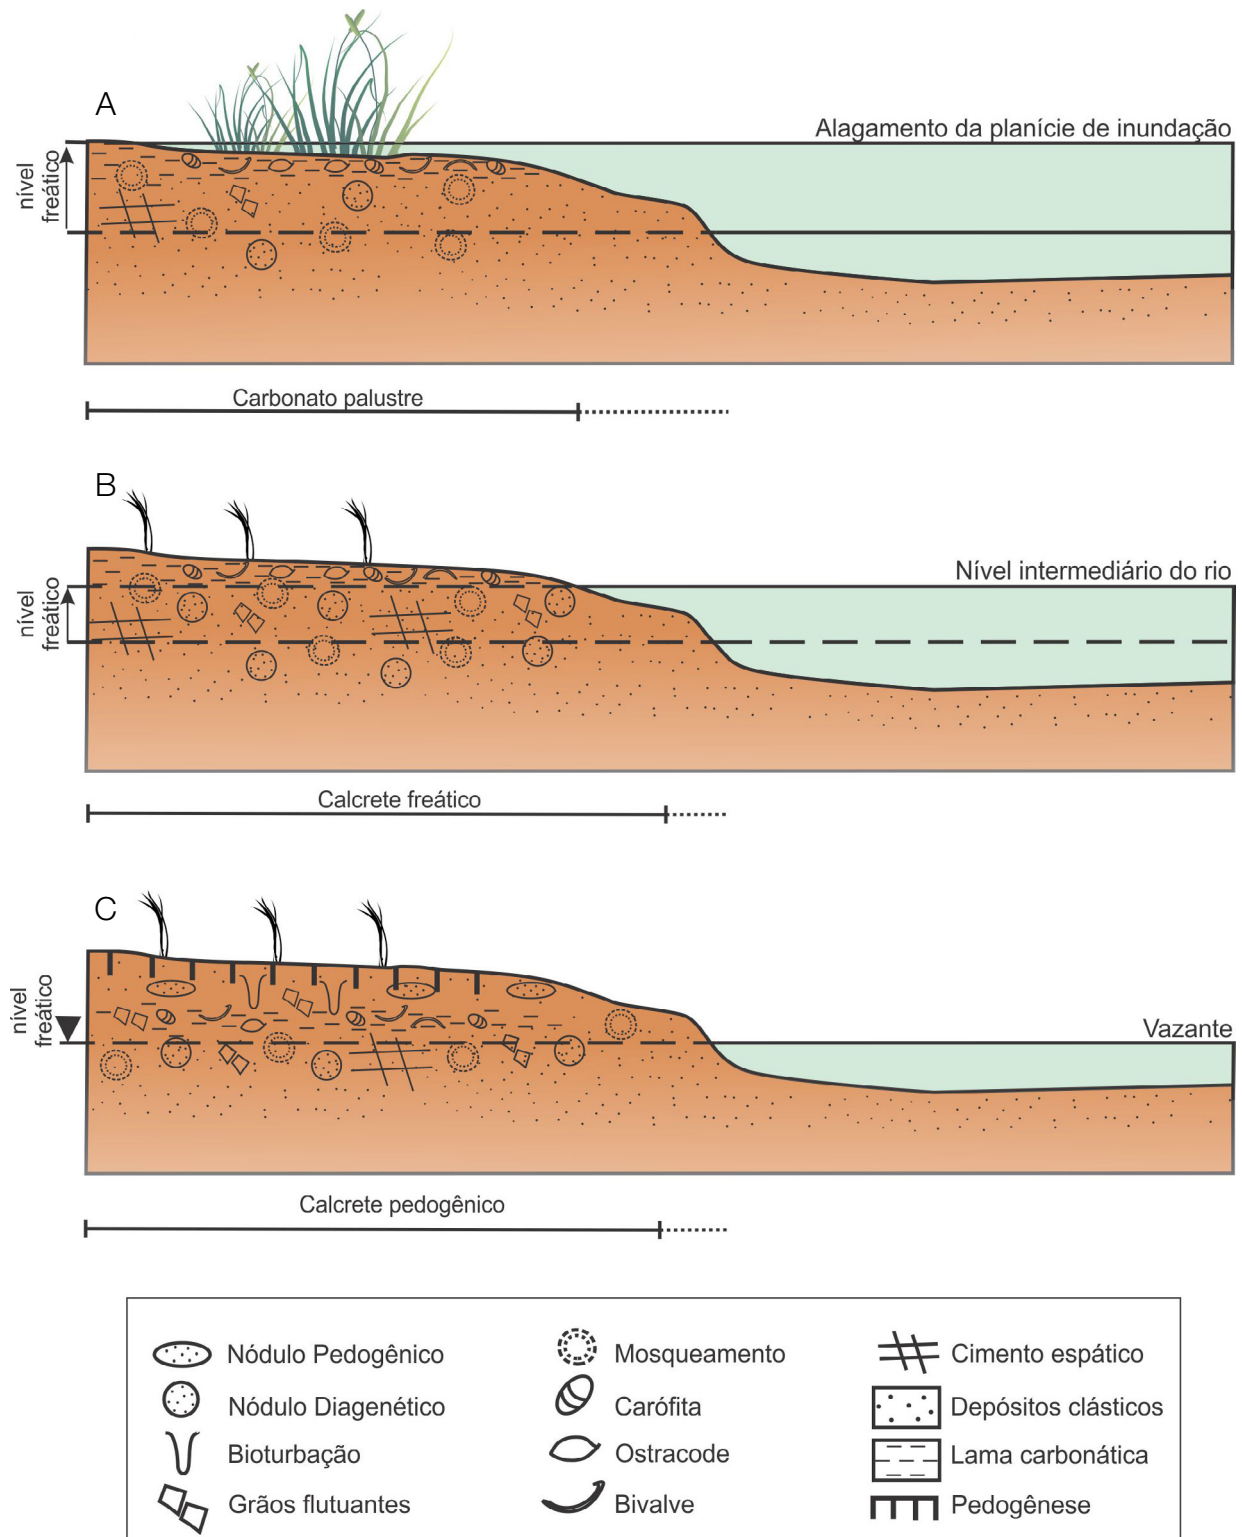 A
Alagamento da planície de inundação
nível
freático
Carbonato palustre
B
Nível intermediário do rio
nível
freático
Calcrete freático
C
Vazante
nível
freático
Calcrete pedogênico
Nódulo Pedogênico
Mosqueamento
Cimento espático
Nódulo Diagenético
Carófita
Depósitos clásticos
Bioturbação
Ostracode
Lama carbonática
Grãos flutuantes
Bivalve
Pedogênese